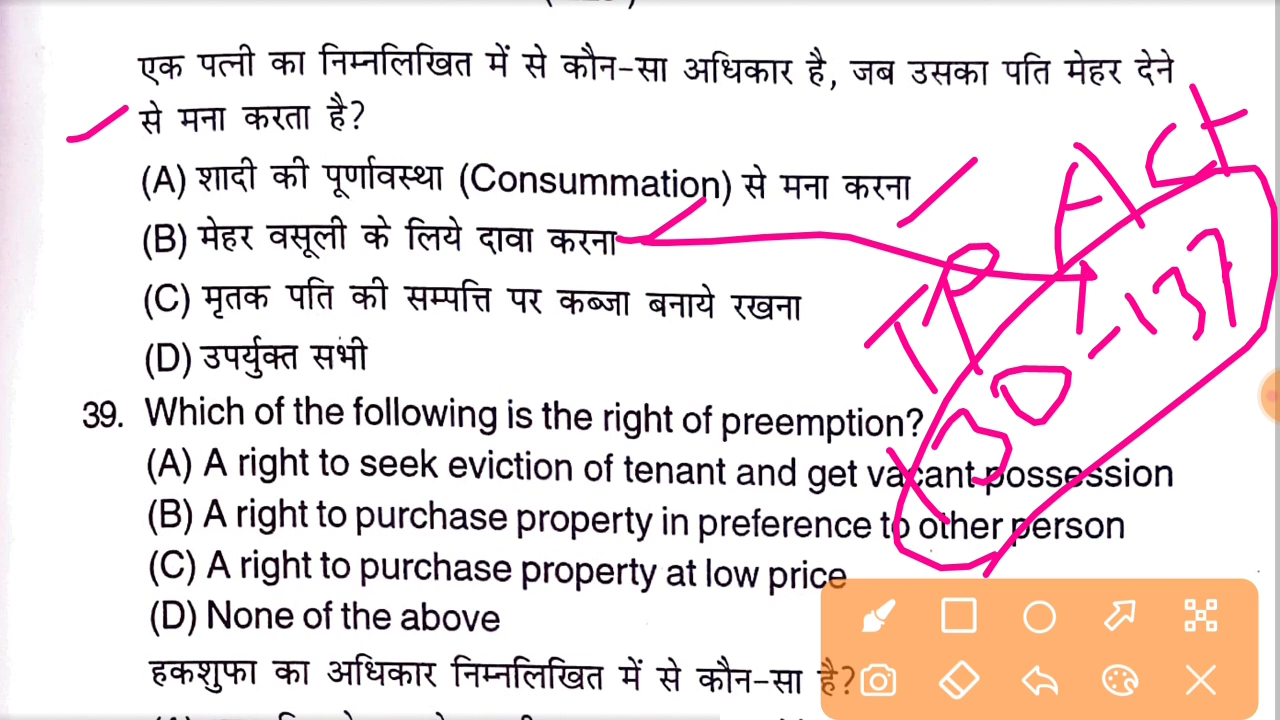 एक पत्नी का निम्नलिखित में से कौन-सा अधिकार है, जब उसका पति मेहर देने
से मना करता है?
(A) शादी की पूर्णावस्था (Consummation) से मना करना
(B) मेहर वसूली के लिये दावा करना
(C) मृतक पति की सम्पत्ति पर कब्जा बनाये रखना
(D) उपर्युक्त सभी
39. Which of the following is the right of preemption?
(A) A right to seek eviction of tenant and get vacant possession
(B) A right to purchase property in preference to other person
(C) A right to purchase property at low price
(D) None of the above
हकशुफा का अधिकार निम्नलिखित में से कौन-सा है?
Act
TP
-137